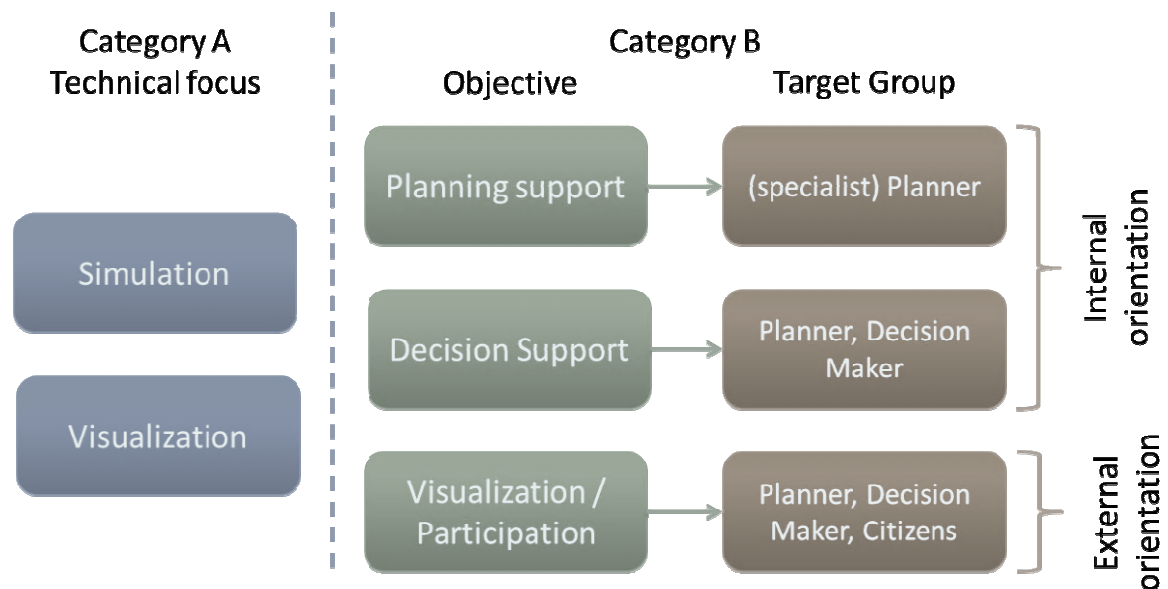 Category A
Technical focus
Simulation
Visualization
Category B
Objective
Target Group
Planning support
(specialist) Planner
Decision Support
Planner, Decision
Maker
Visualization /
Participation
Planner, Decision
Maker, Citizens
Internal
orientation
External
orientation